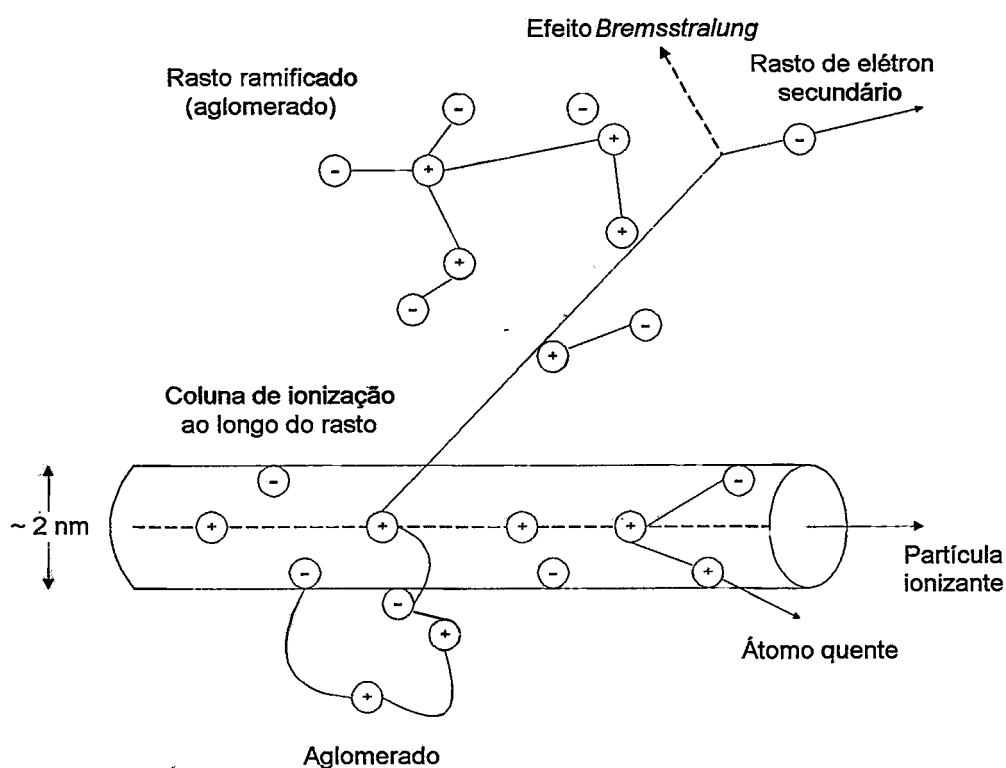 Efeito Bremsstralung
Rasto ramificado
(aglomerado)
Rasto de elétron
secundário
Coluna de ionização
ao longo do rasto
~ 2 nm
Partícula
ionizante
Átomo quente
Aglomerado